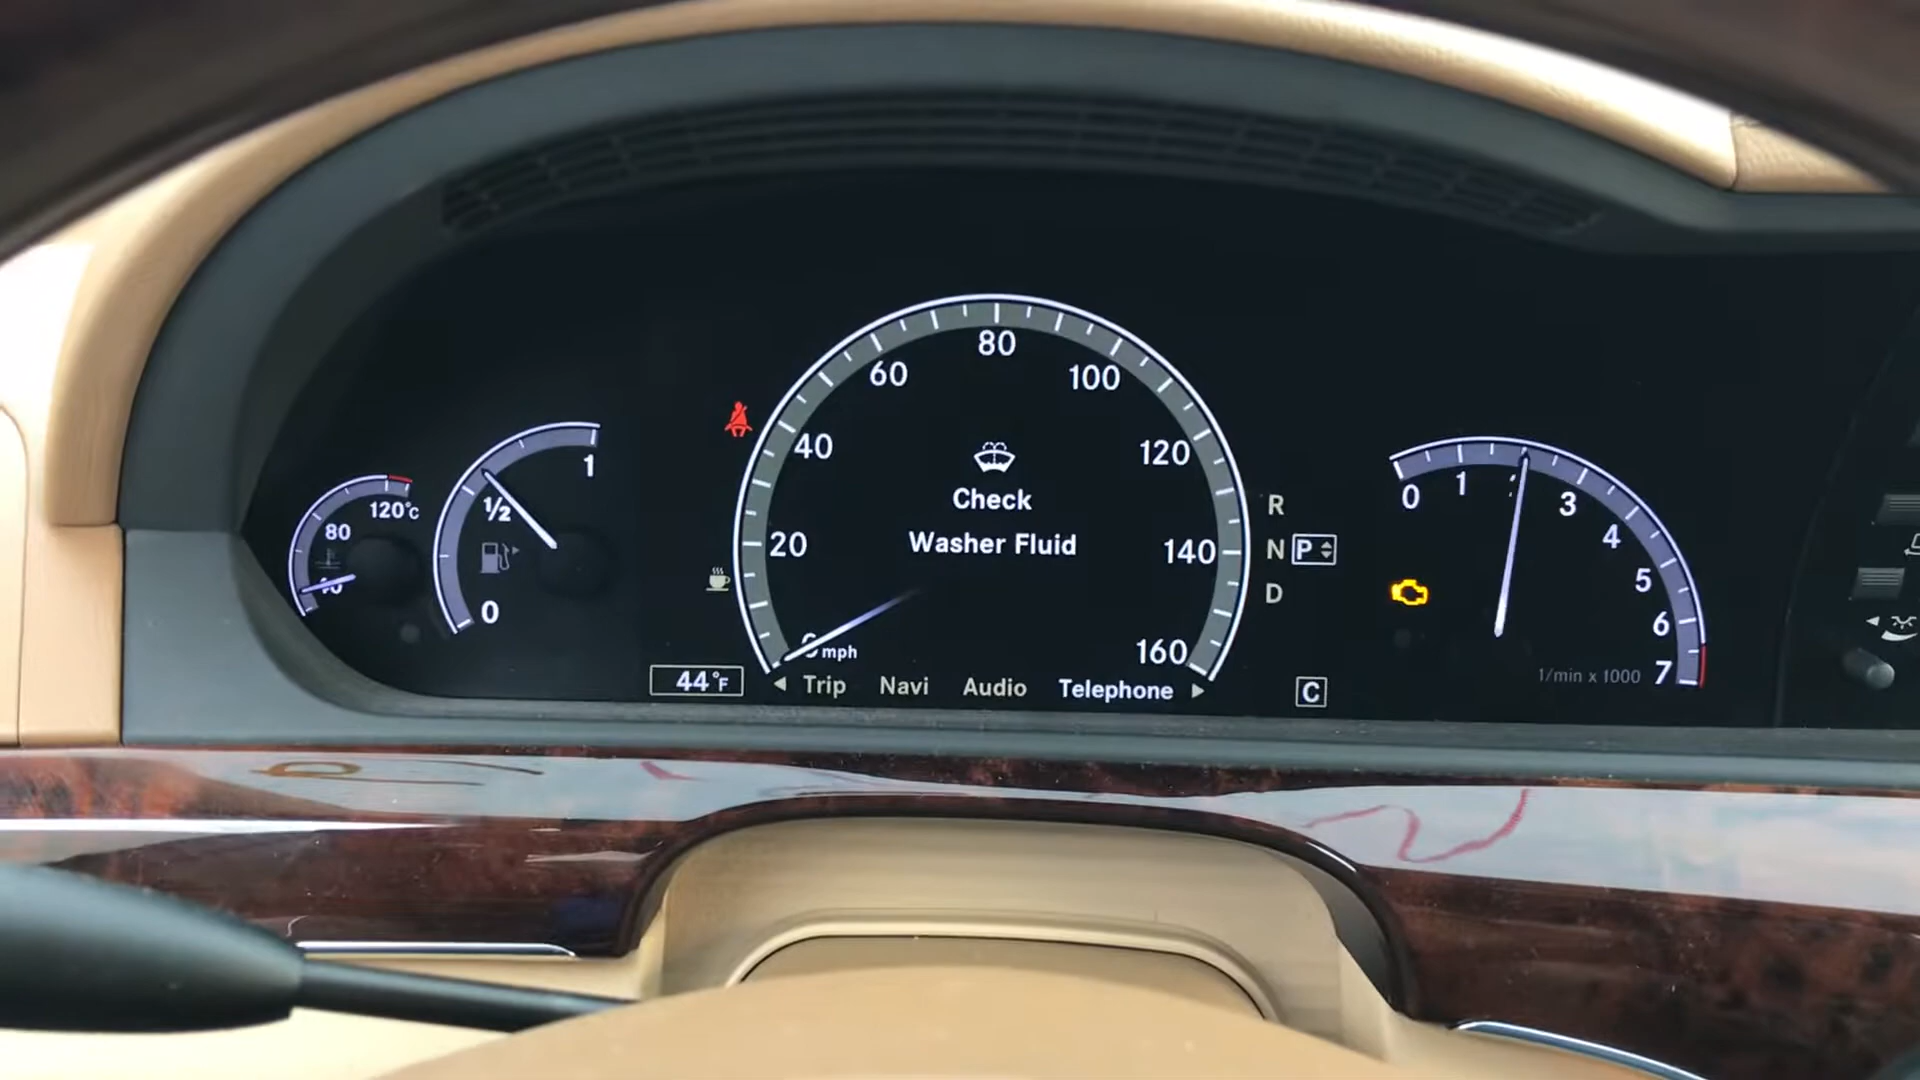 80
60
100
40
120
1
120°C
80
½
0
Check
Washer Fluid
20
140
R
N P
D
0 1 3
4
5
6
7
1/min x 1000
mph
160
44°F
Trip Navi Audio Telephone
C